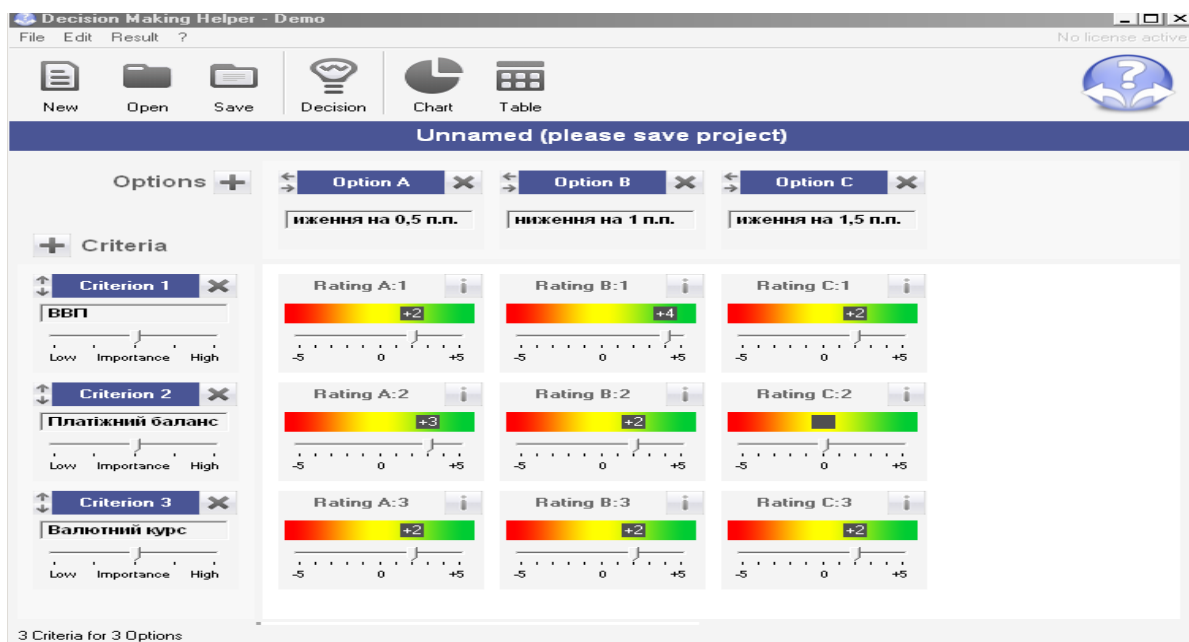 Decision Making Helper - Demo
File Edit Result ?
No license active
New Open Save Decision Chart Table
Unnamed (please save project)
Options
Option A Option B Option C
иження на 0,5 п.п. ниження на 1 п.п. иження на 1,5 п.п.
Criteria
Criterion 1 Rating A:1 Rating B:1 Rating C:1
ВВП +2 +4 +2
Low Importance High -5 0 +5 -5 0 +5 -5 0 +5
Criterion 2 Rating A:2 Rating B:2 Rating C:2
Платіжний баланс +3 +2
Low Importance High -5 0 +5 -5 0 +5 -5 0 +5
Criterion 3 Rating A:3 Rating B:3 Rating C:3
Валютний курс +2 +2 +2
Low Importance High -5 0 +5 -5 0 +5 -5 0 +5
3 Criteria for 3 Options